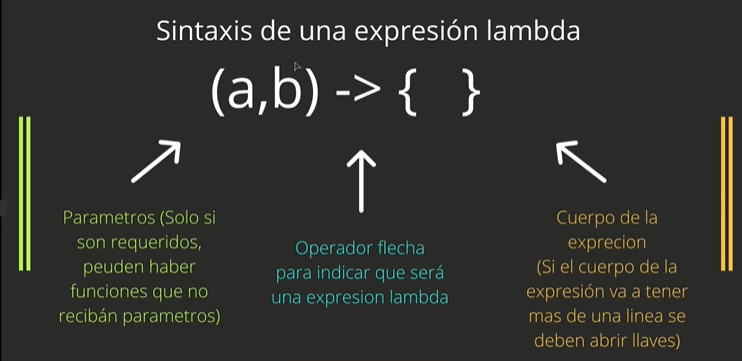 Sintaxis de una expresión lambda
(a,b) -> { }
Parametros (Solo si
son requeridos,
peuden haber
funciones que no
recibán parametros)
Operador flecha
para indicar que será
una expresion lambda
Cuerpo de la
exprecion
(Si el cuerpo de la
expresión va a tener
mas de una linea se
deben abrir llaves)